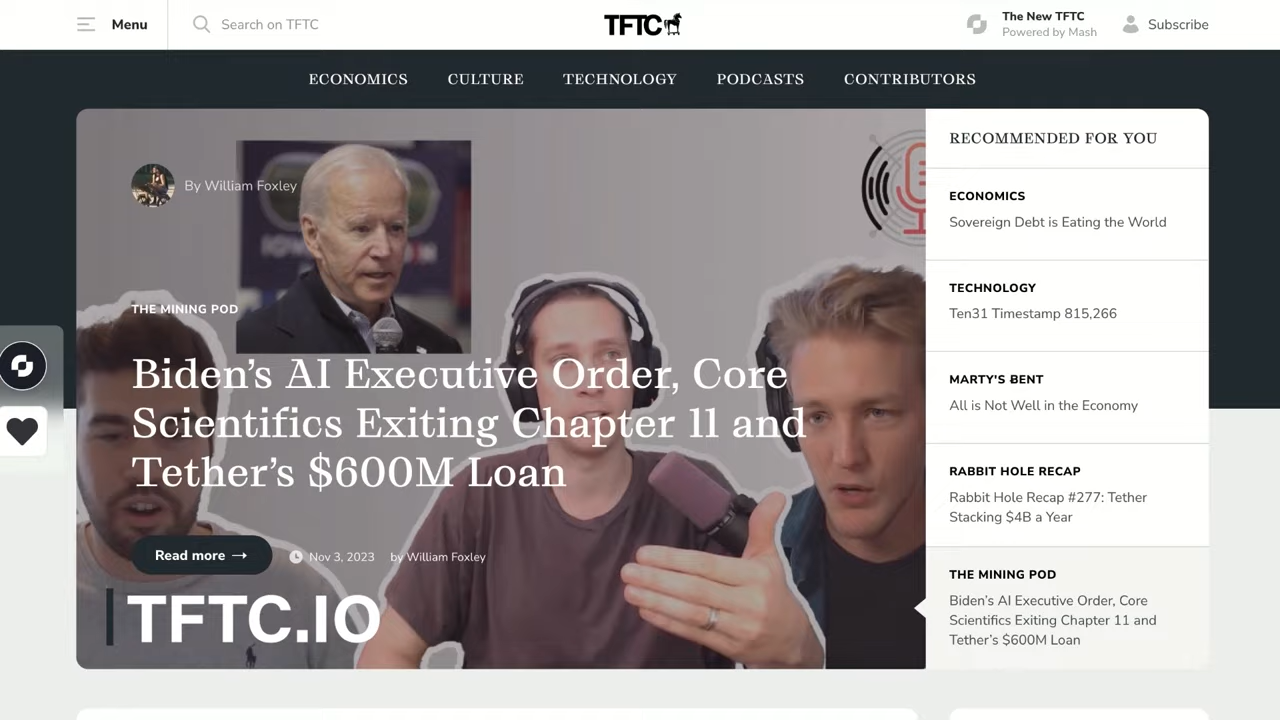 Menu
Search on TFTC
TFTC
The New TFTC
Powered by Mash
Subscribe
ECONOMICS
CULTURE
TECHNOLOGY
PODCASTS
CONTRIBUTORS
By William Foxley
THE MINING POD
Biden’s AI Executive Order, Core
Scientifics Exiting Chapter 11 and
Tether’s $600M Loan
Read more →
Nov 3, 2023
by William Foxley
TFTC.IO
RECOMMENDED FOR YOU
ECONOMICS
Sovereign Debt is Eating the World
TECHNOLOGY
Ten31 Timestamp 815,266
MARTY'S ɃENT
All is Not Well in the Economy
RABBIT HOLE RECAP
Rabbit Hole Recap #277: Tether
Stacking $4B a Year
THE MINING POD
Biden’s AI Executive Order, Core
Scientifics Exiting Chapter 11 and
Tether’s $600M Loan